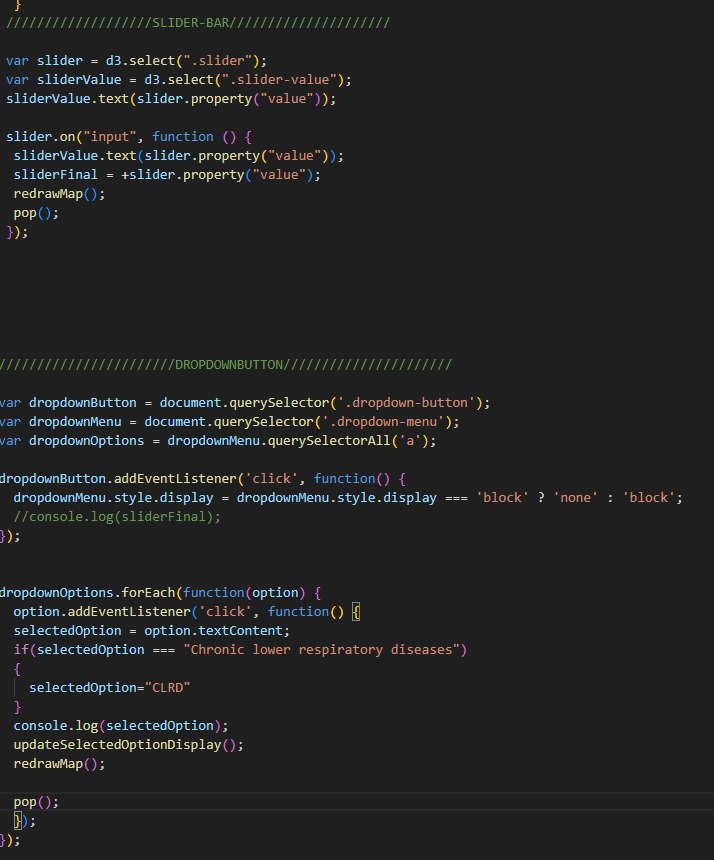 }
///////////////////SLIDER-BAR/////////////////////
var slider = d3.select(".slider");
var sliderValue = d3.select(".slider-value");
sliderValue.text(slider.property("value"));
slider.on("input", function () {
sliderValue.text(slider.property("value"));
sliderFinal = +slider.property("value");
redrawMap();
pop();
});
///////////////////////DROPDOWNBUTTON//////////////////////
var dropdownButton = document.querySelector('.dropdown-button');
var dropdownMenu = document.querySelector('.dropdown-menu');
var dropdownOptions = dropdownMenu.querySelectorAll('a');
dropdownButton.addEventListener('click', function() {
dropdownMenu.style.display = dropdownMenu.style.display === 'block' ? 'none' : 'block';
//console.log(sliderFinal);
});
dropdownOptions.forEach(function(option) {
option.addEventListener('click', function() {
selectedOption = option.textContent;
if(selectedOption === "Chronic lower respiratory diseases")
{
selectedOption="CLRD"
}
console.log(selectedOption);
updateSelectedOptionDisplay();
redrawMap();
pop();
});
});